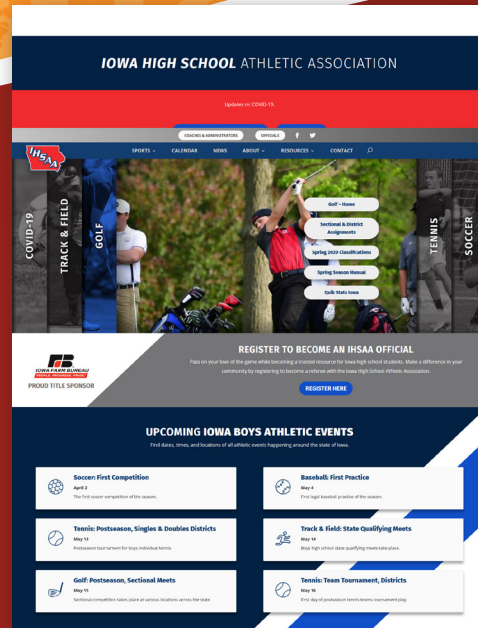 IOWA HIGH SCHOOL ATHLETIC ASSOCIATION
Updates re: COVID-19.
COACHES & ADMINISTRATORS
OFFICIALS
IHSAA
SPORTS
CALENDAR
NEWS
ABOUT
RESOURCES
CONTACT
COVID-19
TRACK & FIELD
GOLF
Golf – Home
Sectional & District
Assignments
Spring 2020 Classifications
Spring Season Manual
Quik Stats Iowa
TENNIS
SOCCER
FB
IOWA FARM BUREAU
PEOPLE. PROGRESS. PRIDE.
PROUD TITLE SPONSOR
REGISTER TO BECOME AN IHSAA OFFICIAL
Pass on your love of the game while becoming a trusted resource for Iowa high school students. Make a difference in your
community by registering to become a referee with the Iowa High School Athletic Association.
REGISTER HERE
UPCOMING IOWA BOYS ATHLETIC EVENTS
Find dates, times, and locations of all athletic events happening around the state of Iowa.
Soccer: First Competition
April 2
The first soccer competition of the season.
Baseball: First Practice
May 4
First legal baseball practice of the season.
Tennis: Postseason, Singles & Doubles Districts
May 13
Postseason tournament for boys individual tennis.
Track & Field: State Qualifying Meets
May 14
Boys high school state qualifying meets take place.
Golf: Postseason, Sectional Meets
May 15
Sectional competition takes place at various locations across the state.
Tennis: Team Tournament, Districts
May 16
First day of postseason tennis teams tournament play.